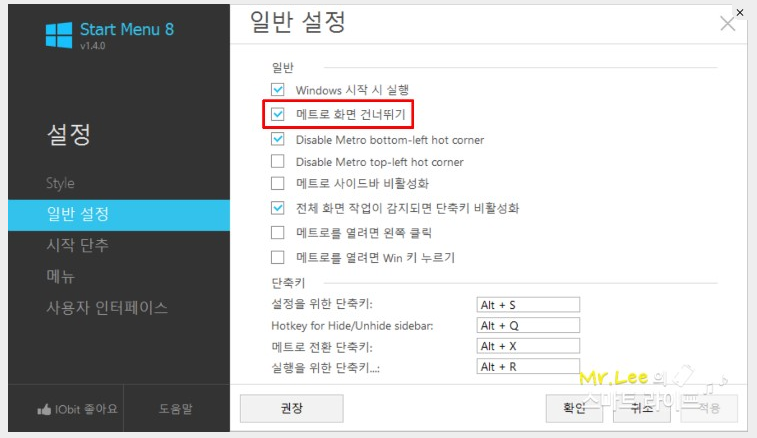 Start Menu 8
v1.4.0
설정
Style
일반 설정
시작 단추
메뉴
사용자 인터페이스
IObit 좋아요
도움말
일반 설정
일반
Windows 시작 시 실행
메트로 화면 건너뛰기
Disable Metro bottom-left hot corner
Disable Metro top-left hot corner
메트로 사이드바 비활성화
전체 화면 작업이 감지되면 단축키 비활성화
메트로를 열려면 왼쪽 클릭
메트로를 열려면 Win 키 누르기
단축키
설정을 위한 단축키: Alt + S
Hotkey for Hide/Unhide sidebar: Alt + Q
메트로 전환 단축키: Alt + X
실행을 위한 단축키...: Alt + R
Mr.Lee의
스마트 라이프
권장
확인
취소
적용